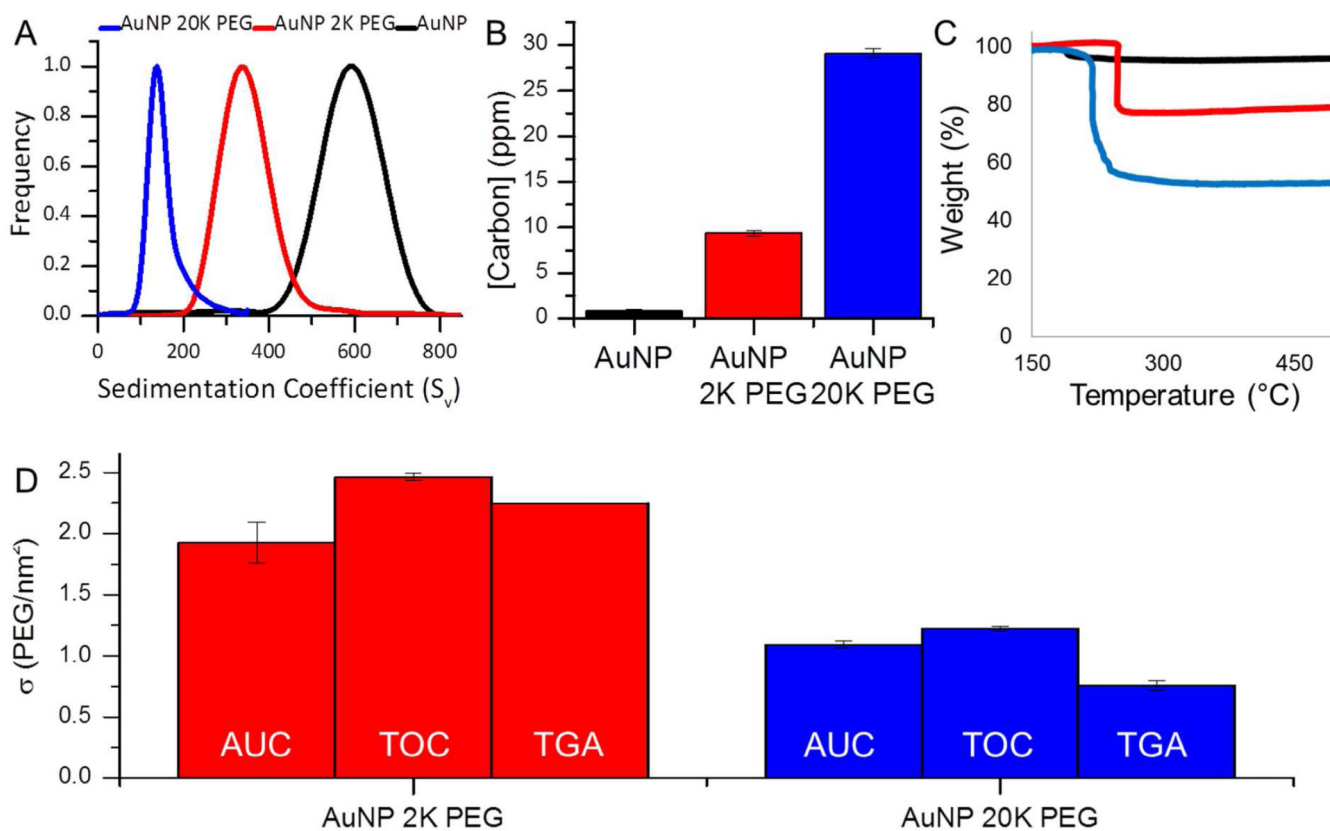 A
AuNP 20K PEG AuNP 2K PEG AuNP
Frequency
1.0
0.8
0.6
0.4
0.2
0.0
0 200 400 600 800
Sedimentation Coefficient (Sv)
B
[Carbon] (ppm)
30
25
20
15
10
5
0
AuNP AuNP AuNP
2K PEG 20K PEG
C
Weight (%)
100
80
60
40
20
0
150 300 450
Temperature (°C)
D
σ (PEG/nm²)
2.5
2.0
1.5
1.0
0.5
0.0
AUC TOC TGA AUC TOC TGA
AuNP 2K PEG AuNP 20K PEG